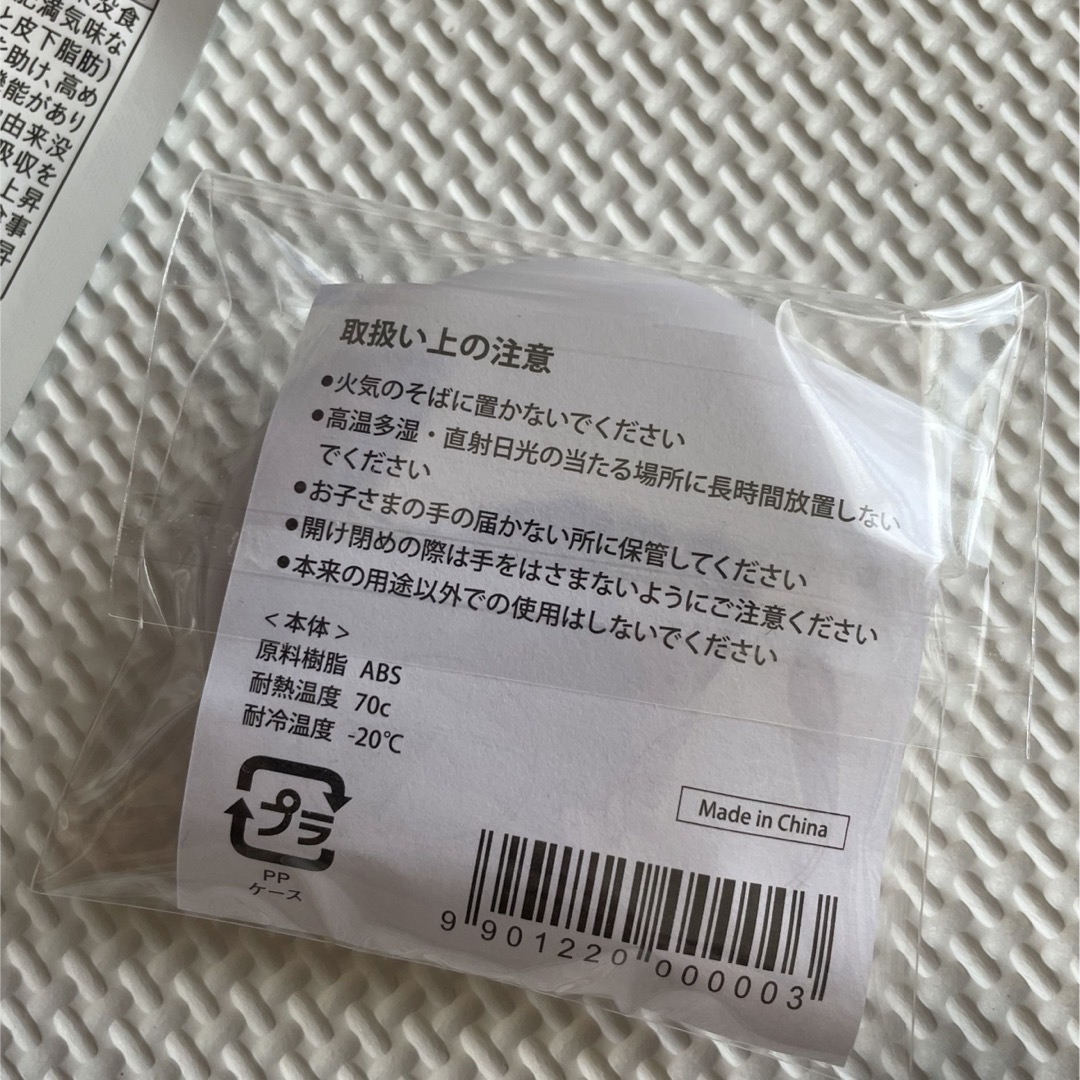 没食
肥満気味な
皮下脂肪)
助け、高め
機能があり
由来没
吸収を
上昇
食事
昇
取扱い上の注意
●火気のそばに置かないでください
●高温多湿・直射日光の当たる場所に長時間放置しない
でください
●お子さまの手の届かない所に保管してください
●開け閉めの際は手をはさまないようにご注意ください
●本来の用途以外での使用はしないでください
<本体>
原料樹脂 ABS
耐熱温度 70c
耐冷温度 -20℃
プラ
PP
ケース
Made in China
9 901220 000003